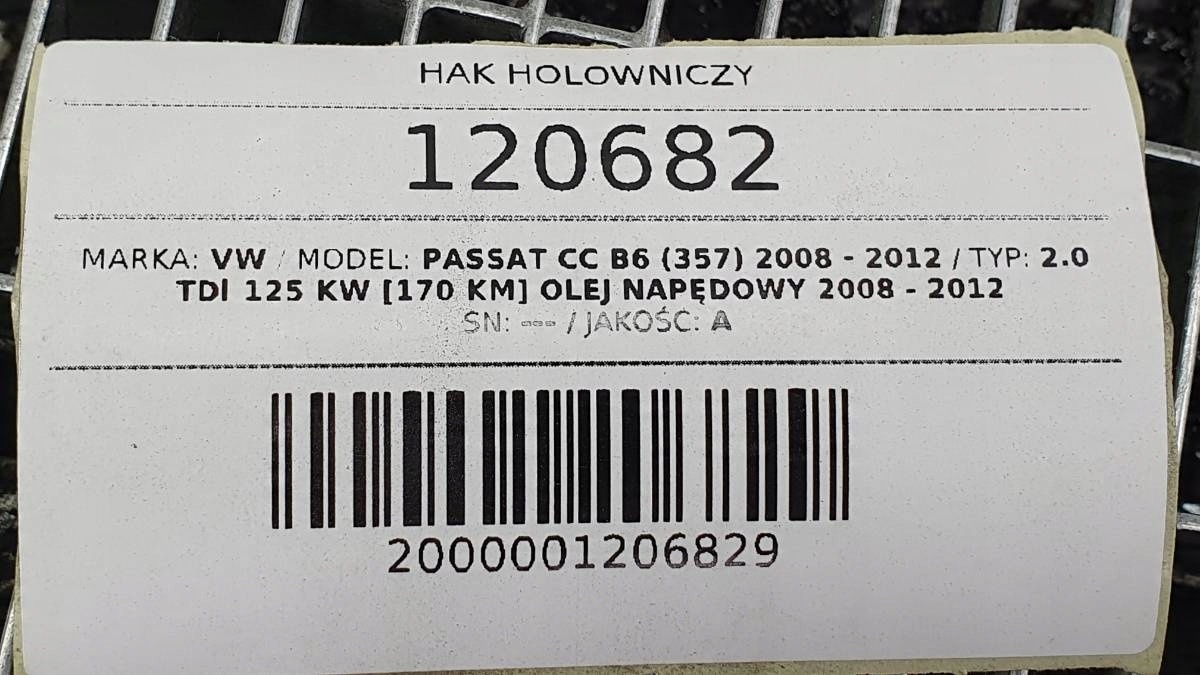 HAK HOLOWNICZY
120682
MARKA: VW / MODEL: PASSAT CC B6 (357) 2008 - 2012 / TYP: 2.0
TDI 125 KW [170 KM] OLEJ NAPĘDOWY 2008 - 2012
SN: --- / JAKOŚĆ: A
2000001206829